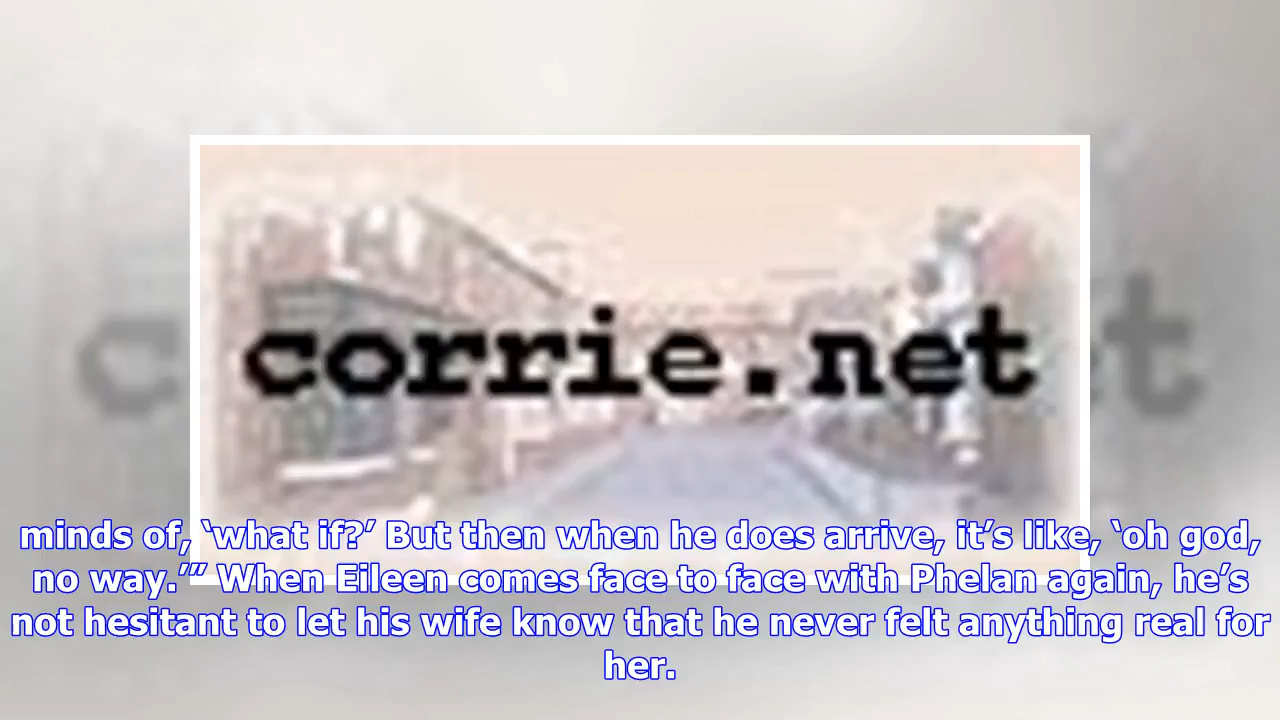 corrie.net
minds of, ‘what if?’ But then when he does arrive, it’s like, ‘oh god,
no way.’” When Eileen comes face to face with Phelan again, he’s
not hesitant to let his wife know that he never felt anything real for
her.